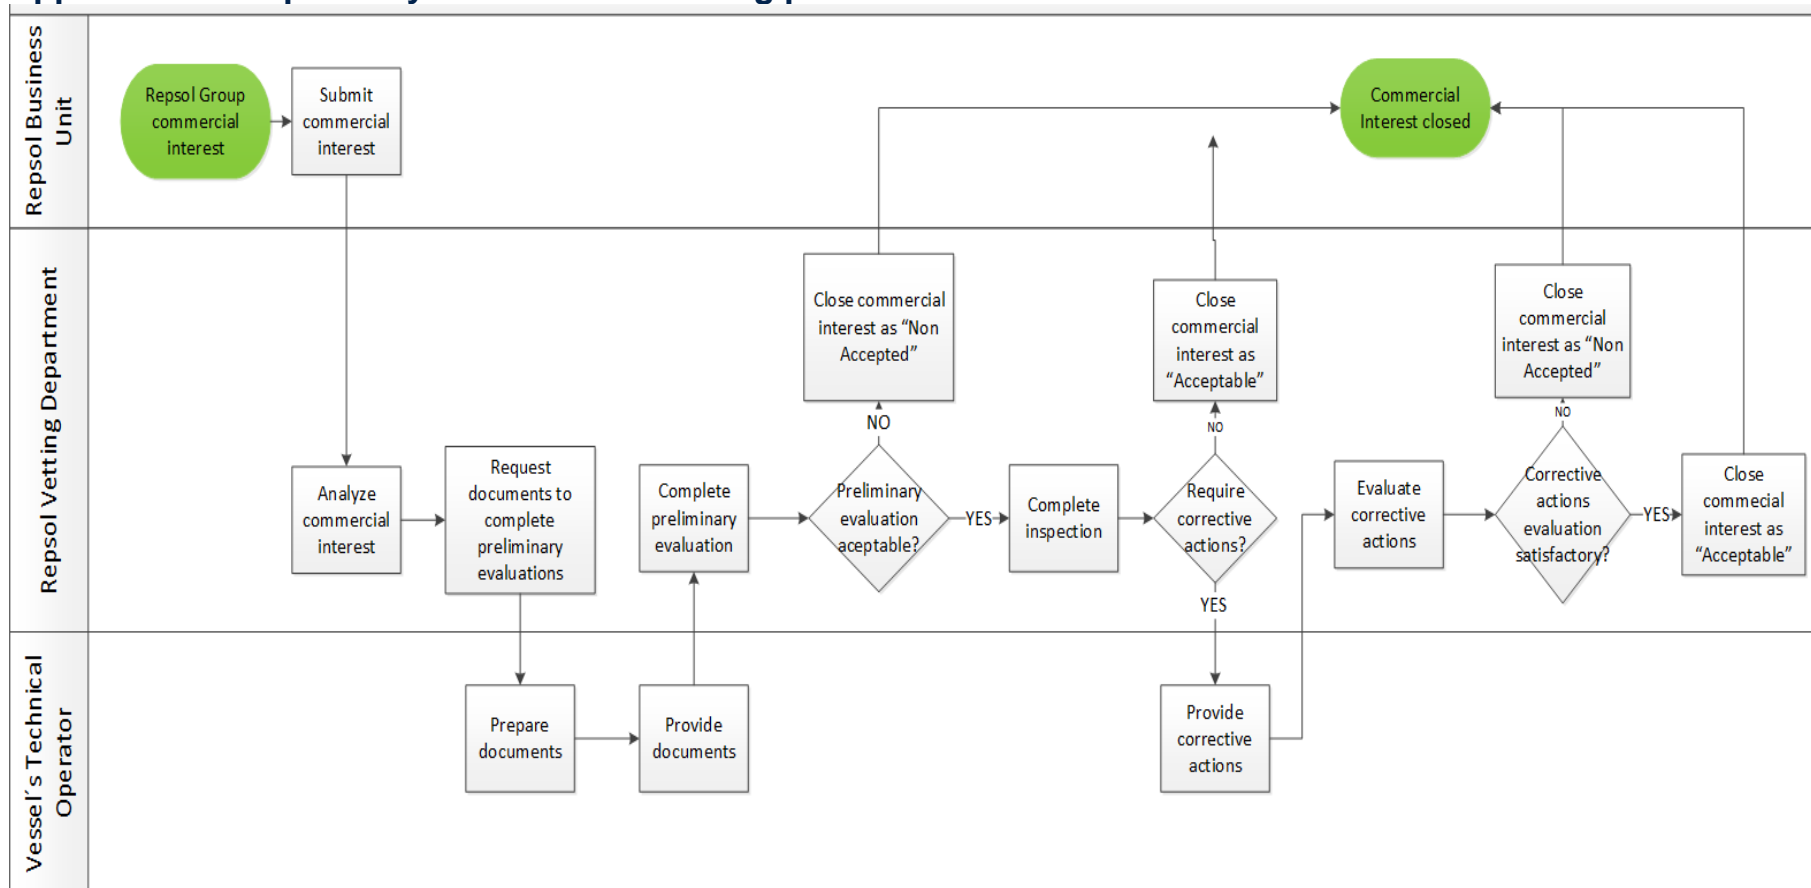 Repsol Business
Unit
Repsol Group
commercial
interest
Submit
commercial
interest
Commercial
Interest closed
Repsol Vetting Department
Analyze
commercial
interest
Request
documents to
complete
preliminary
evaluations
Complete
preliminary
evaluation
Close commercial
interest as “Non
Accepted”
NO
Preliminary
evaluation
aceptable?
YES
Complete
inspection
Close
commercial
interest as
“Acceptable”
NO
Require
corrective
actions?
YES
Evaluate
corrective
actions
Close
commercial
interest as “Non
Accepted”
NO
Corrective
actions
evaluation
satisfactory?
YES
Close
commecial
interest as
“Acceptable”
Vessel´s Technical
Operator
Prepare
documents
Provide
documents
Provide
corrective
actions